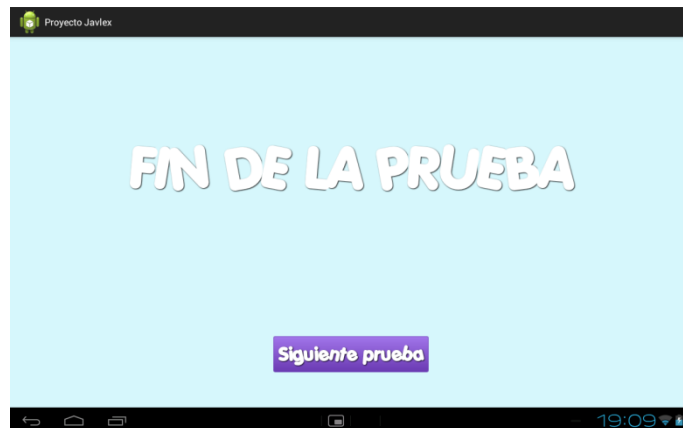 Proyecto Javlex
FIN DE LA PRUEBA
Siguiente prueba
19:09